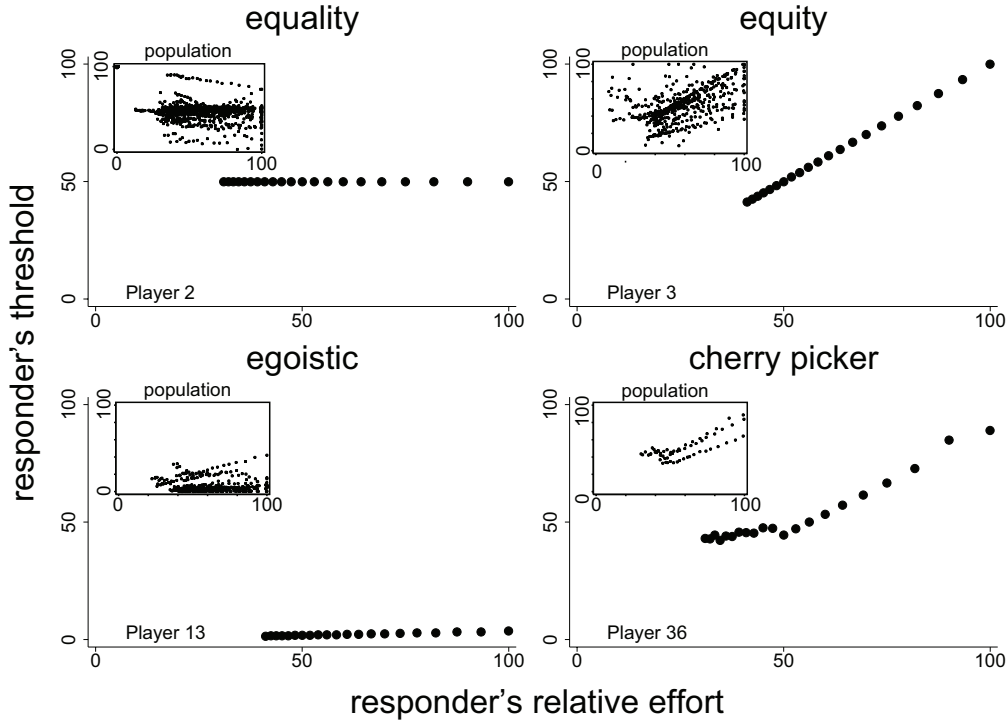 equality
population
100
0
0
100
100
50
0
Player 2
0
50
100
equity
population
100
0
0
100
100
50
0
Player 3
0
50
100
egoistic
population
100
0
0
100
100
50
0
Player 13
0
50
100
cherry picker
population
100
0
0
100
100
50
0
Player 36
0
50
100
responder's threshold
responder's relative effort